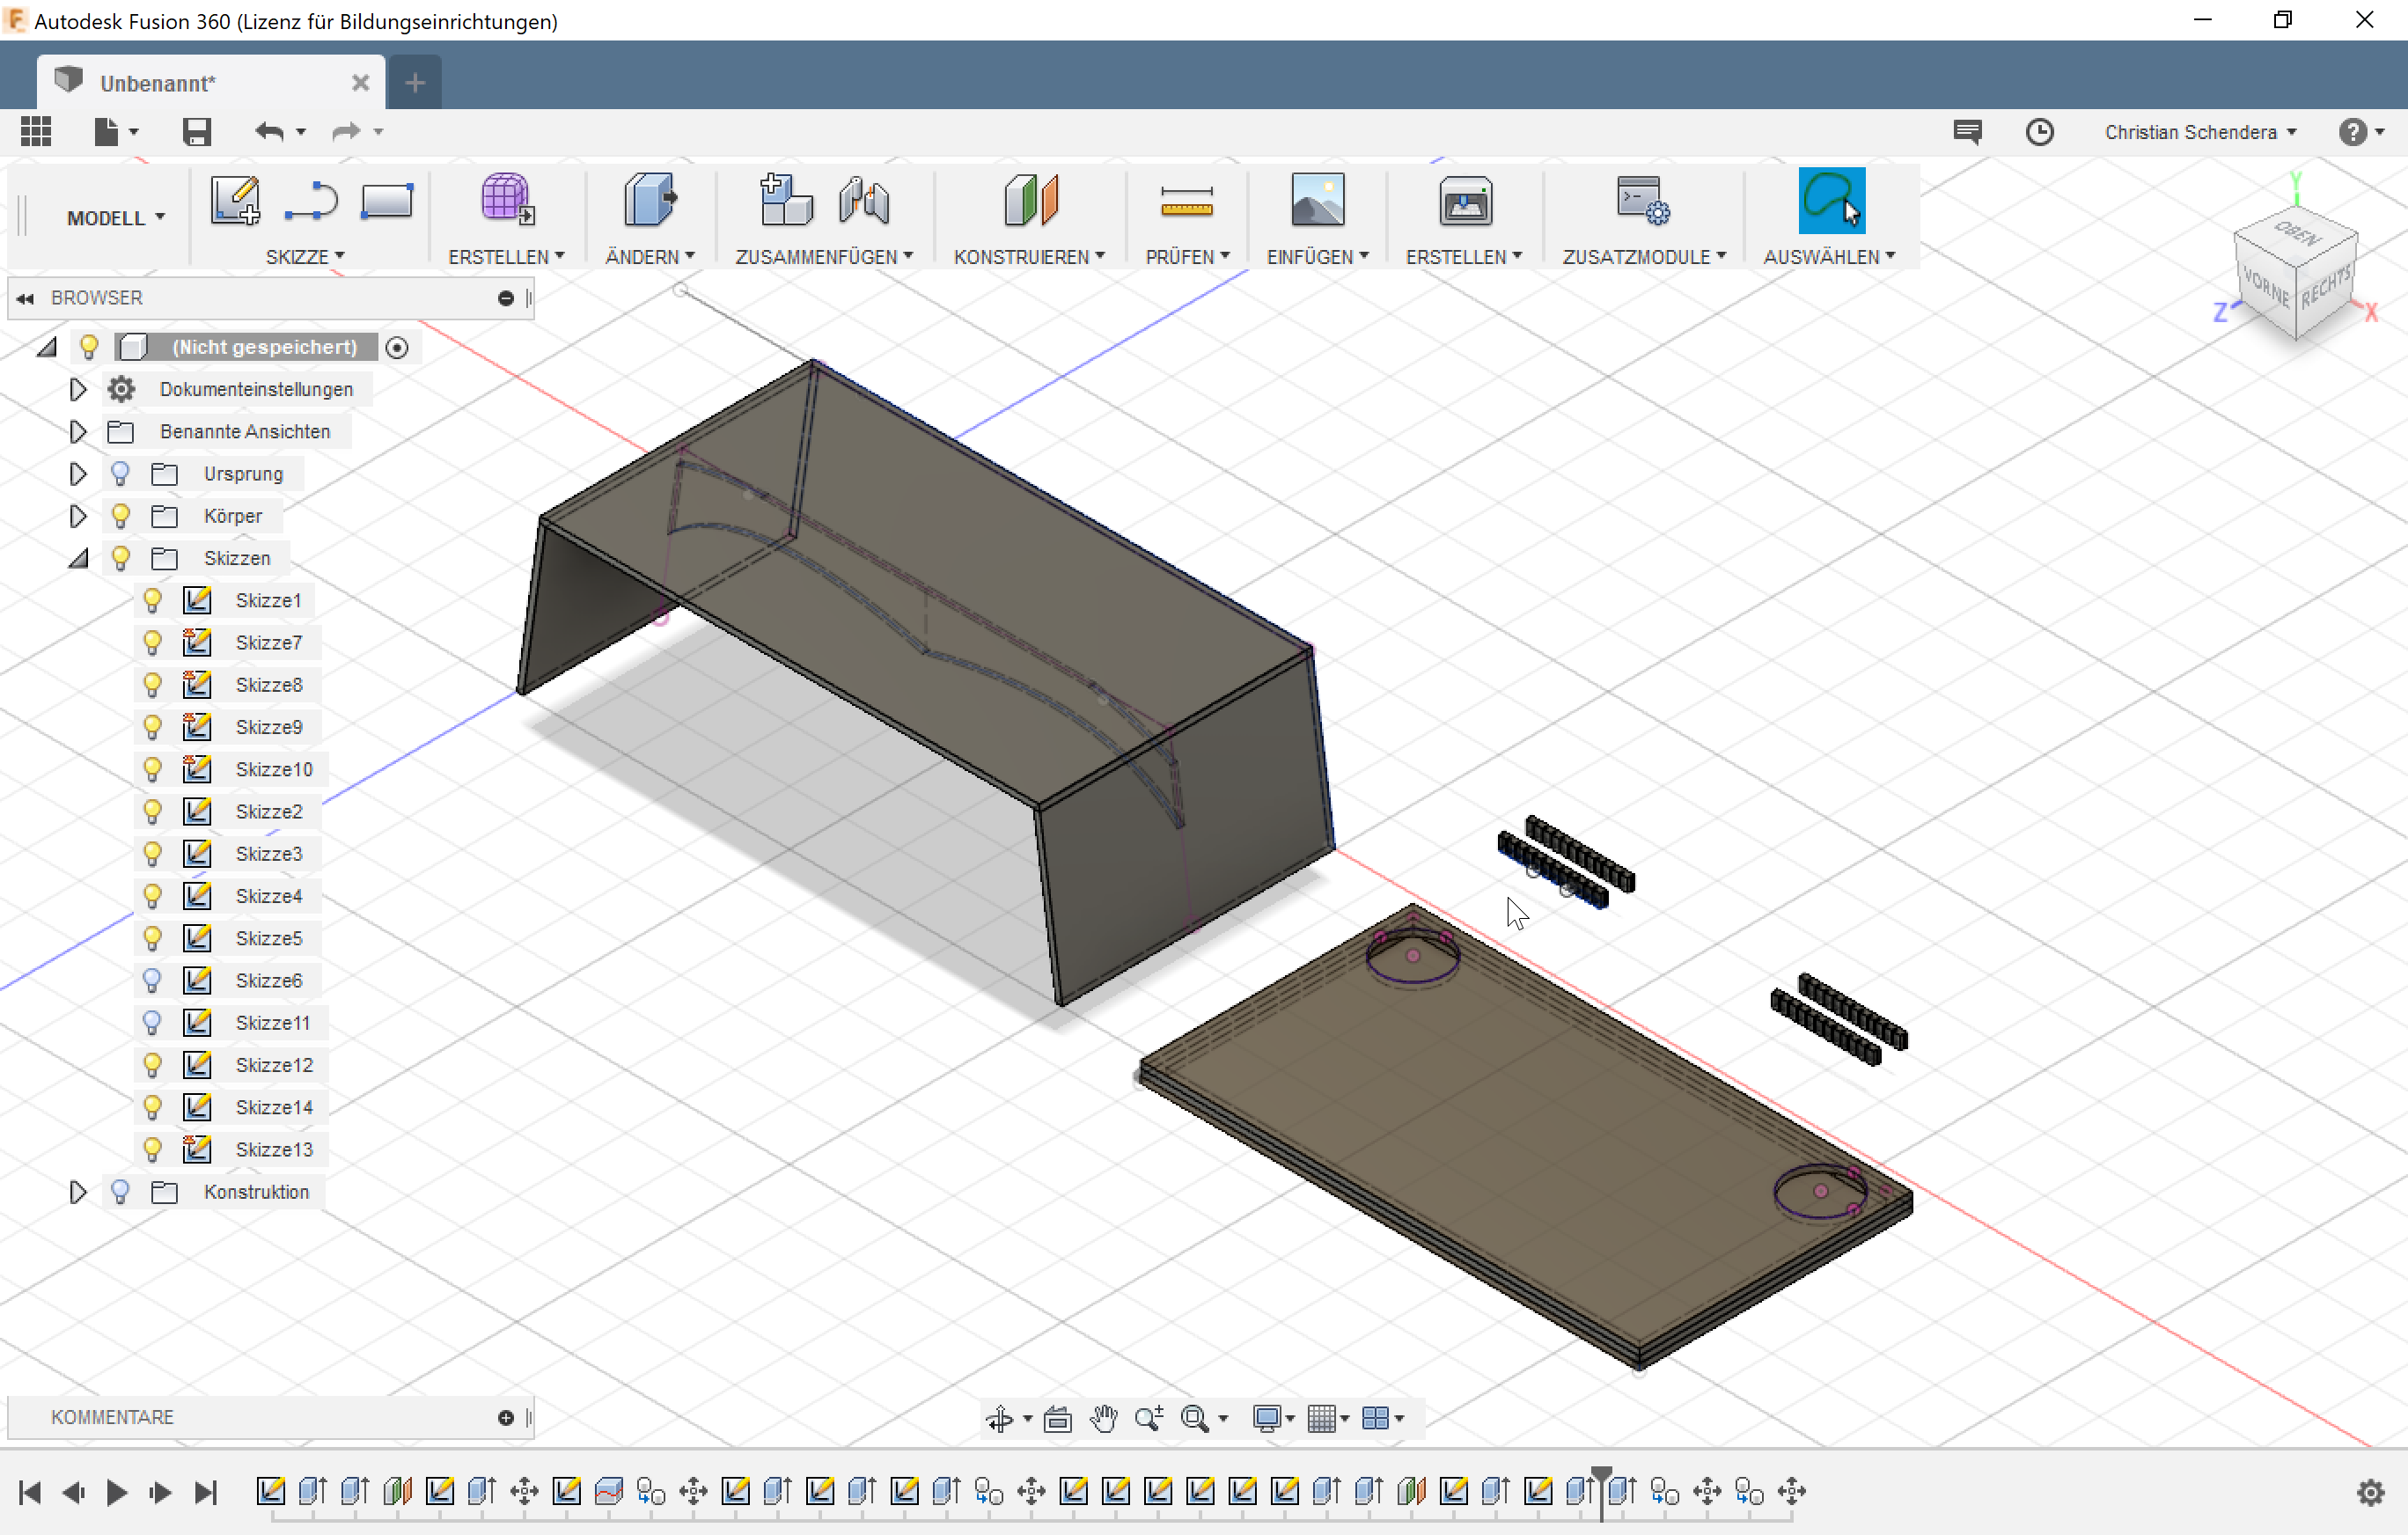 Autodesk Fusion 360 (Lizenz für Bildungseinrichtungen)
Unbenannt*
Christian Schendera
MODELL
SKIZZE
ERSTELLEN
ÄNDERN
ZUSAMMENFÜGEN
KONSTRUIEREN
PRÜFEN
EINFÜGEN
ERSTELLEN
ZUSATZMODULE
AUSWÄHLEN
Y
OBEN
VORNE
RECHTS
Z
X
BROWSER
(Nicht gespeichert)
Dokumenteinstellungen
Benannte Ansichten
Ursprung
Körper
Skizzen
Skizze1
Skizze7
Skizze8
Skizze9
Skizze10
Skizze2
Skizze3
Skizze4
Skizze5
Skizze6
Skizze11
Skizze12
Skizze14
Skizze13
Konstruktion
KOMMENTARE